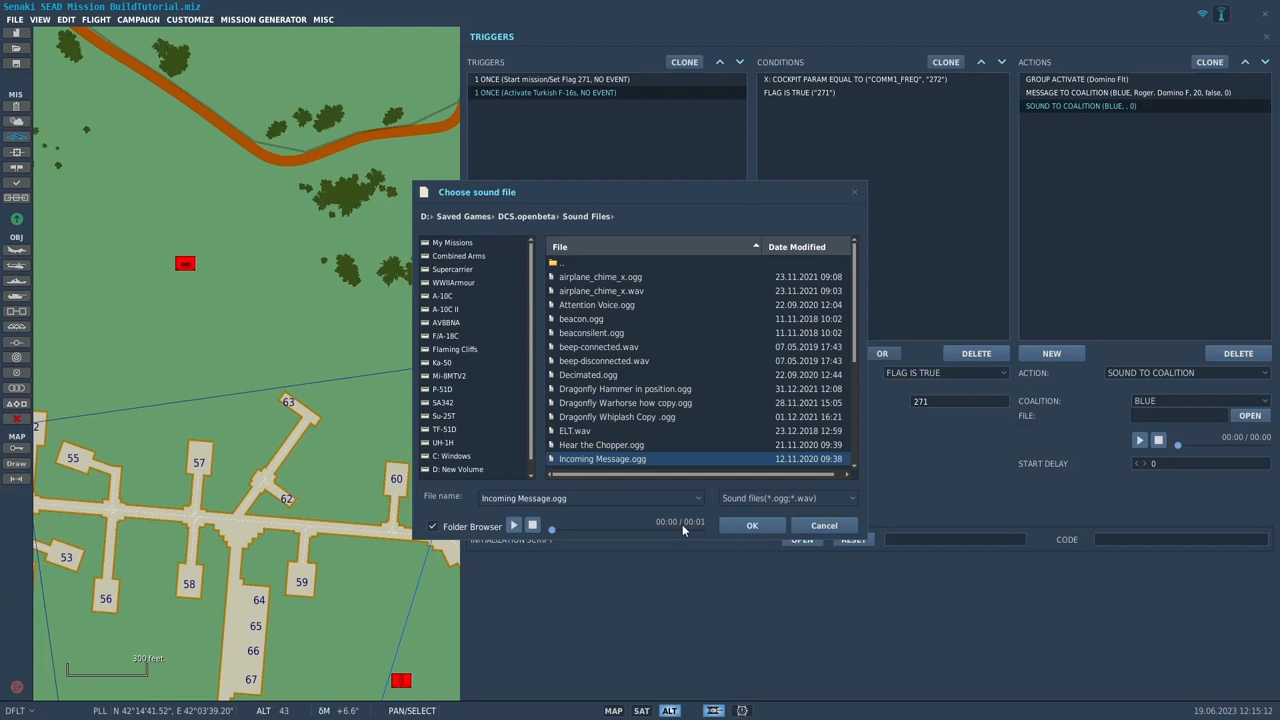 Senaki SEAD Mission BuildTutorial.miz
FILE VIEW EDIT FLIGHT CAMPAIGN CUSTOMIZE MISSION GENERATOR MISC
TRIGGERS
TRIGGERS CLONE
CONDITIONS CLONE
ACTIONS CLONE
1 ONCE (Start mission/Set Flag 271, NO EVENT)
1 ONCE (Activate Turkish F-16s, NO EVENT)
X: COCKPIT PARAM EQUAL TO ("COMM1_FREQ", "272")
FLAG IS TRUE ("271")
GROUP ACTIVATE (Domino Flt)
MESSAGE TO COALITION (BLUE, Roger. Domino F, 20, false, 0)
SOUND TO COALITION (BLUE, , 0)
MIS
OBJ
MAP
Draw
Choose sound file
D:› Saved Games› DCS.openbeta› Sound Files›
My Missions
Combined Arms
Supercarrier
WWIIArmour
A-10C
A-10C II
AV8BNA
F/A-18C
Flaming Cliffs
Ka-50
Mi-8MTV2
P-51D
SA342
Su-25T
TF-51D
UH-1H
C: Windows
D: New Volume
File Date Modified
..
airplane_chime_x.ogg 23.11.2021 09:08
airplane_chime_x.wav 23.11.2021 09:03
Attention Voice.ogg 22.09.2020 12:04
beacon.ogg 11.11.2018 10:02
beaconsilent.ogg 11.11.2018 10:02
beep-connected.wav 07.05.2019 17:43
beep-disconnected.wav 07.05.2019 17:43
Decimated.ogg 22.09.2020 12:44
Dragonfly Hammer in position.ogg 31.12.2021 12:08
Dragonfly Warhorse how copy.ogg 28.11.2021 15:05
Dragonfly Whiplash Copy .ogg 01.12.2021 16:21
ELT.wav 23.12.2018 12:59
Hear the Chopper.ogg 21.11.2020 09:39
Incoming Message.ogg 12.11.2020 09:38
File name: Incoming Message.ogg Sound files(*.ogg;*.wav)
Folder Browser 00:00 / 00:01 OK Cancel
OR DELETE
FLAG IS TRUE
271
NEW DELETE
ACTION: SOUND TO COALITION
COALITION: BLUE
FILE: OPEN
00:00 / 00:00
START DELAY 0
INITIALIZATION SCRIPT OPEN RESET CODE
63
2
55
57
60
62
53
56
58
59
64
65
66
67
300 feet
DFLT PLL N 42°14'41.52", E 42°03'39.20" ALT 43 δM +6.6° PAN/SELECT MAP SAT ALT 19.06.2023 12:15:12